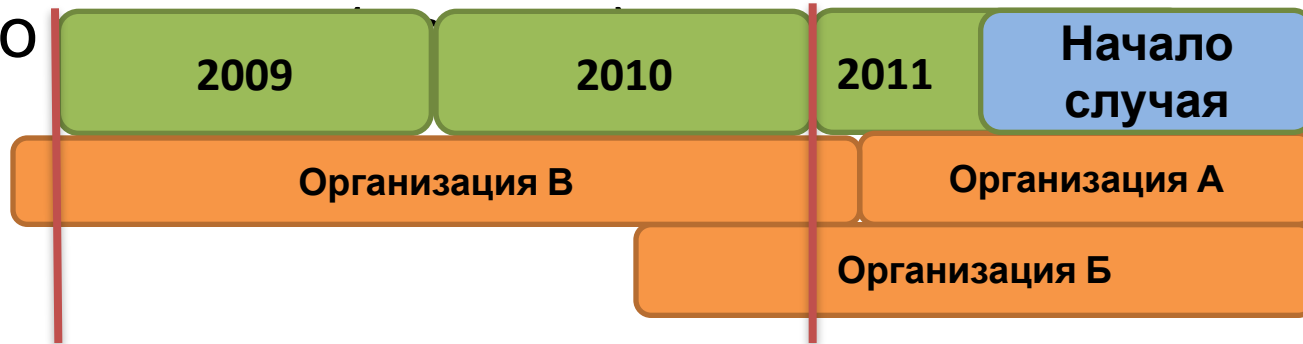 о
2009
2010
2011
Начало
случая
Организация В
Организация А
Организация Б